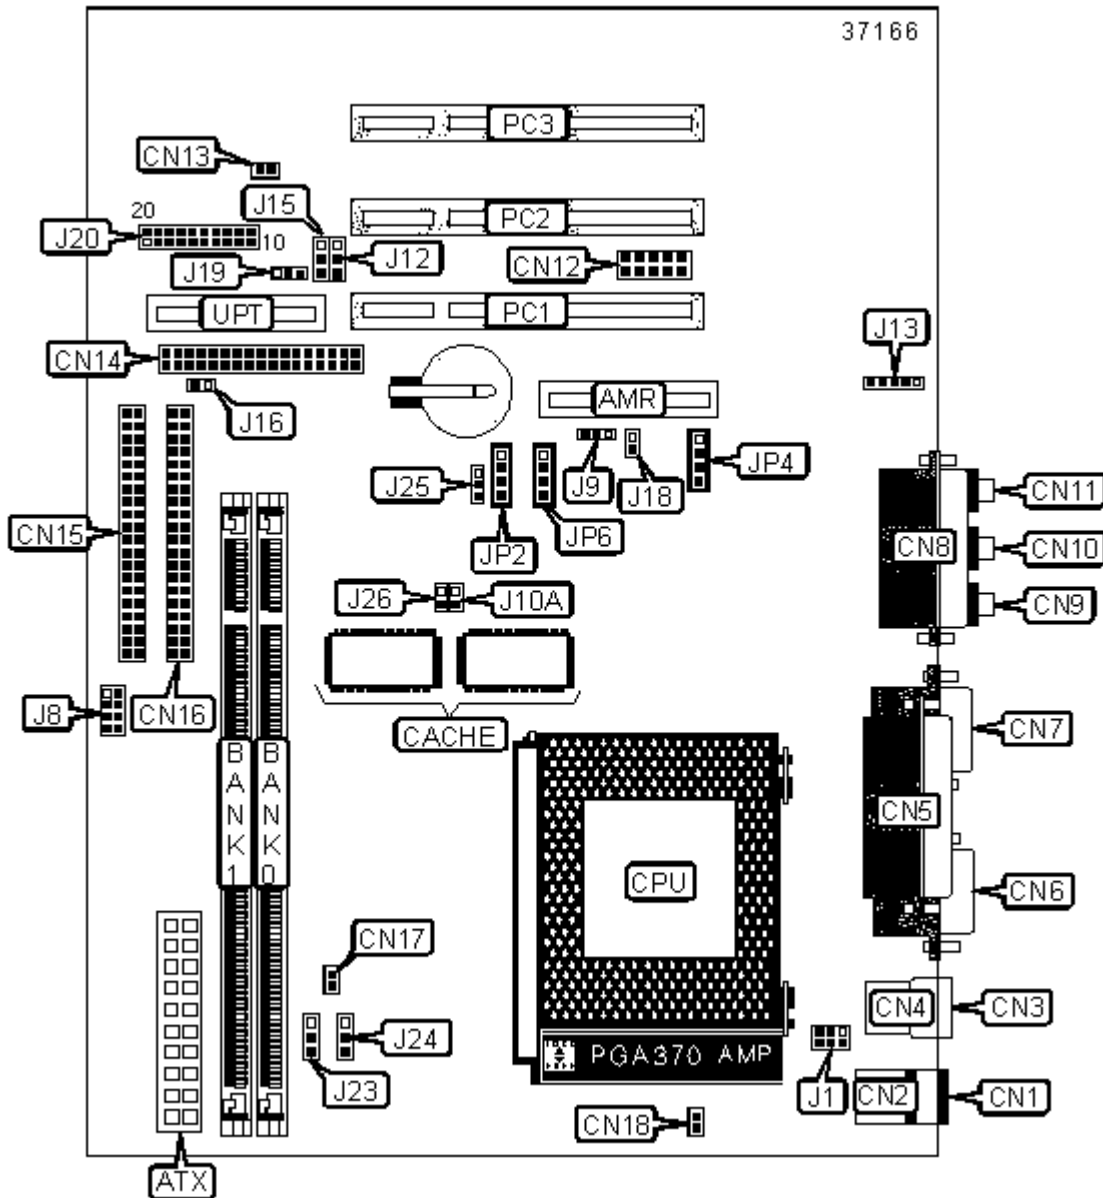 37166
PC3
CN13
J15
20
PC2
J20
10
J12
CN12
J19
UPT
PC1
J13
CN14
AMR
J16
J25
J9
J18
JP4
CN11
CN15
JP2
JP6
CN8
CN10
J26
J10A
CN9
J8
CN16
CACHE
CN7
BANK1
BANK0
CN5
CPU
CN6
CN17
CN4
CN3
J24
PGA370 AMP
J23
J1
CN2
CN1
CN18
ATX